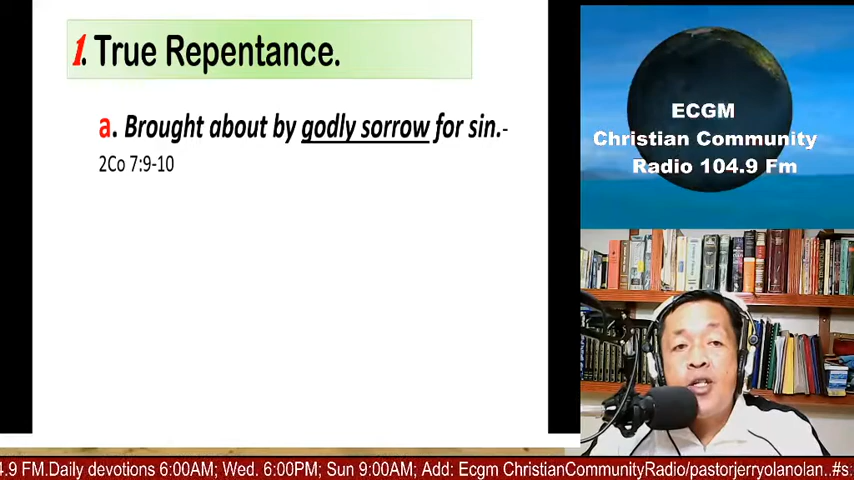 1. True Repentance.
a. Brought about by godly sorrow for sin.-
2Co 7:9-10
ECGM
Christian Community
Radio 104.9 Fm
4.9 FM.Daily devotions 6:00AM; Wed. 6:00PM; Sun 9:00AM; Add: Ecgm ChristianCommunityRadio/pastorjerryolanolan..#s: